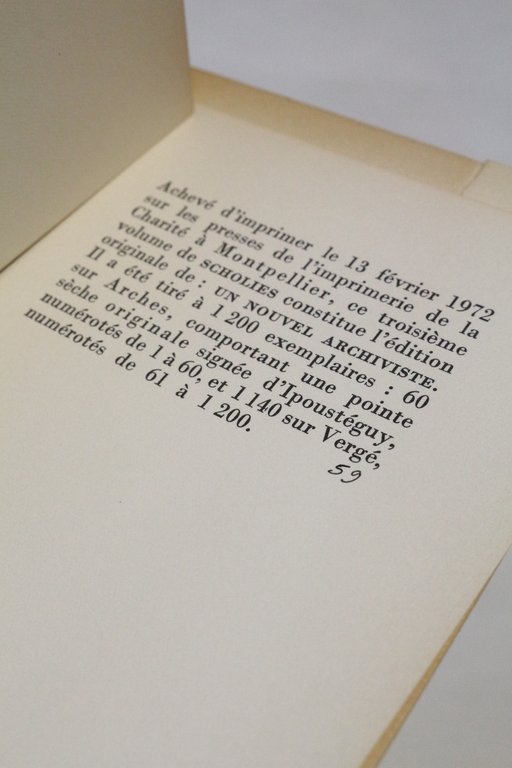 Achevé d'imprimer le 13 février 1972
sur les presses de l'imprimerie de la
Charité à Montpellier, ce troisième
volume de SCHOLIES constitue l'édition
originale de : UN NOUVEL ARCHIVISTE.
Il a été tiré à 1 200 exemplaires : 60
sur Arches, comportant une pointe
sèche originale signée d'Ipoustéguy,
numérotés de 1 à 60, et 1 140 sur Vergé,
numérotés de 61 à 1 200.
59